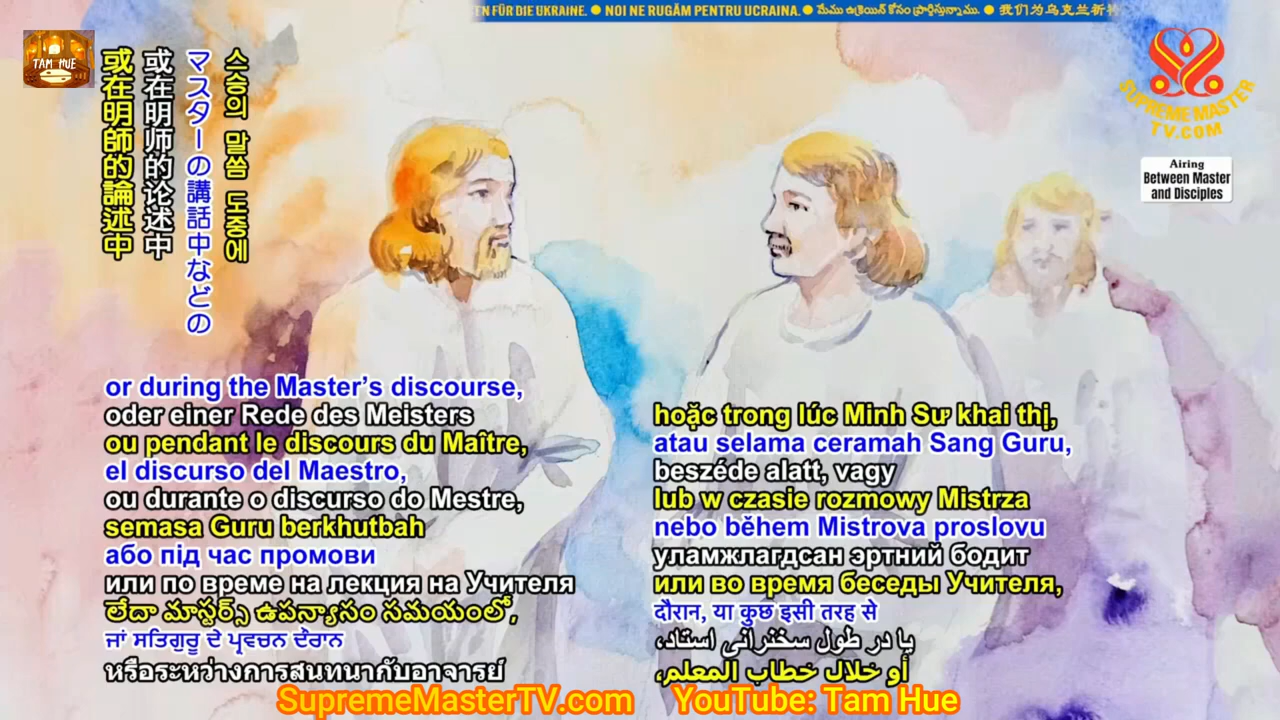 TN FÜR DIE UKRAINE. ● NOI NE RUGĂM PENTRU UCRAINA. ● మేము ఉక్రెయిన్ కోసం ప్రార్థిస్తున్నాము. ● 我们为乌克兰祈祷
TAM HUE
SUPREME MASTER
TV.COM
Airing
Between Master
and Disciples
스승의 말씀 도중에
マスターの講話中などの
或在明师的论述中
或在明師的論述中
or during the Master's discourse,
oder einer Rede des Meisters
ou pendant le discours du Maître,
el discurso del Maestro,
ou durante o discurso do Mestre,
semasa Guru berkhutbah
або під час промови
или по време на лекция на Учителя
లేదా మాస్టర్స్ ఉపన్యాసం సమయంలో,
ਜਾਂ ਸਤਿਗੁਰੂ ਦੇ ਪ੍ਰਵਚਨ ਦੌਰਾਨ
หรือระหว่างการสนทนากับอาจารย์
hoặc trong lúc Minh Sư khai thị,
atau selama ceramah Sang Guru,
beszéde alatt, vagy
lub w czasie rozmowy Mistrza
nebo během Mistrova proslovu
уламжлагдсан эртний бодит
или во время беседы Учителя,
दौरान, या कुछ इसी तरह से
یا در طول سخنرانی استاد،
أو خلال خطاب المعلم،
SupremeMasterTV.com YouTube: Tam Hue